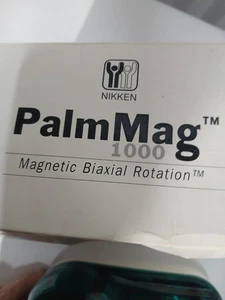 NIKKEN
PalmMag™
1000
Magnetic Biaxial Rotation™